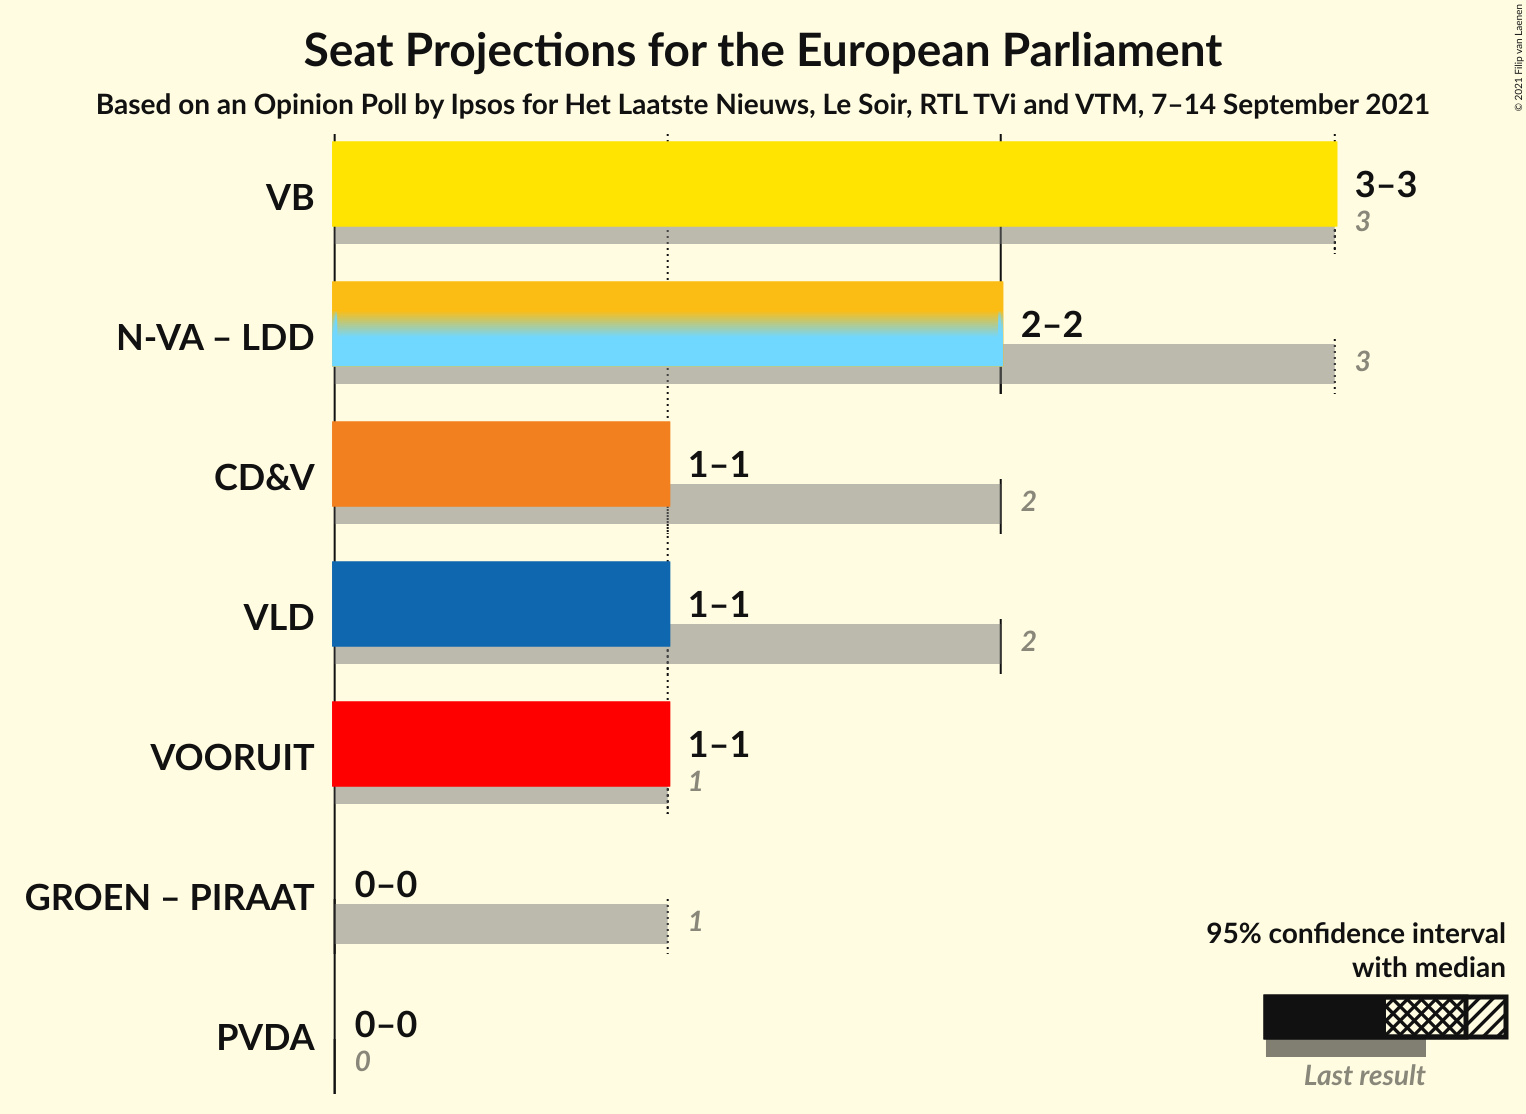 Seat Projections for the European Parliament
Based on an Opinion Poll by Ipsos for Het Laatste Nieuws, Le Soir, RTL TVi and VTM, 7–14 September 2021
© 2021 Filip van Laenen
VB
3–3
3
N-VA – LDD
2–2
3
CD&V
1–1
2
VLD
1–1
2
VOORUIT
1–1
1
GROEN – PIRAAT
0–0
1
PVDA
0–0
0
95% confidence interval
with median
Last result